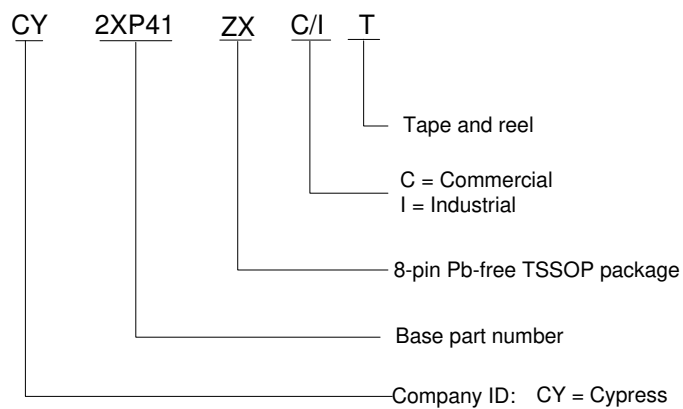 CY 2XP41 ZX C/I T
Tape and reel
C = Commercial
I = Industrial
8-pin Pb-free TSSOP package
Base part number
Company ID: CY = Cypress